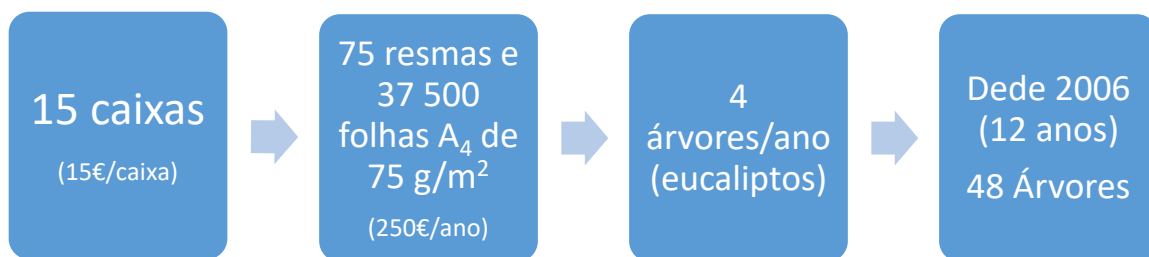 15 caixas
(15€/caixa)
75 resmas e
37 500
folhas A4 de
75 g/m2
(250€/ano)
4
árvores/ano
(eucaliptos)
Dede 2006
(12 anos)
48 Árvores